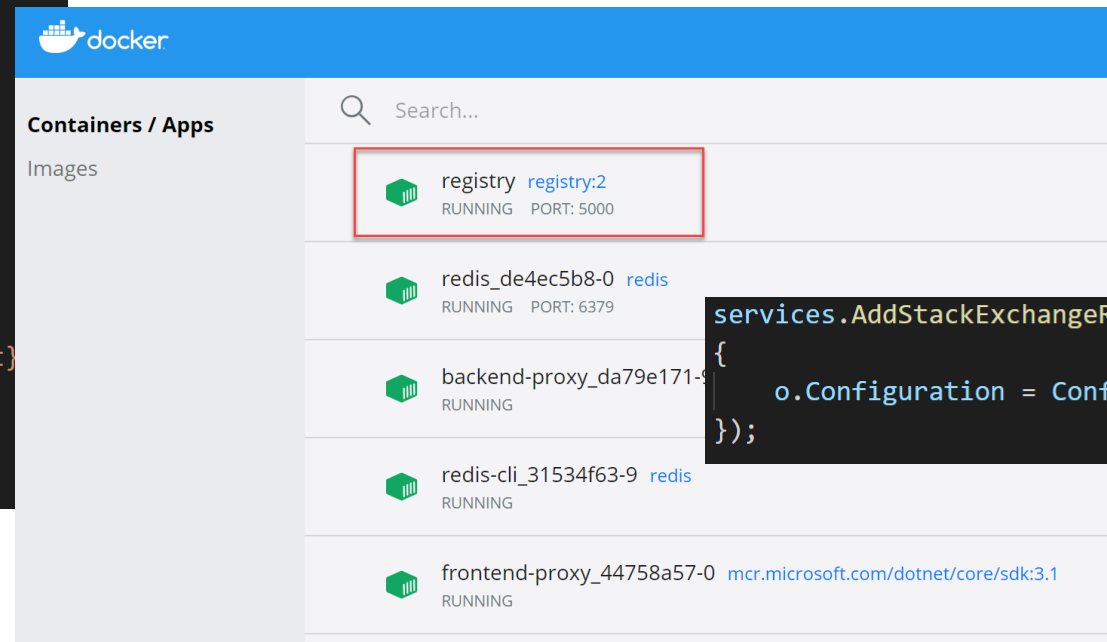 docker
Containers / Apps
Images
Search...
registry registry:2
RUNNING PORT: 5000
redis_de4ec5b8-0 redis
RUNNING PORT: 6379
backend-proxy_da79e171-9
RUNNING
redis-cli_31534f63-9 redis
RUNNING
frontend-proxy_44758a57-0 mcr.microsoft.com/dotnet/core/sdk:3.1
RUNNING
services.AddStackExchangeR
{
o.Configuration = Conf
});
}